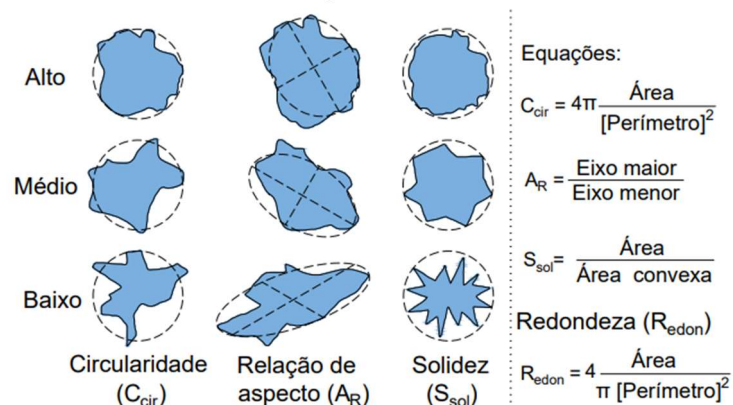 Alto
Médio
Baixo
Circularidade
(C_cir)
Relação de
aspecto (A_R)
Solidez
(S_sol)
Equações:
C_cir = 4π Área / [Perímetro]²
A_R = Eixo maior / Eixo menor
S_sol = Área / Área convexa
Redondeza (R_edon)
R_edon = 4 Área / π [Perímetro]²